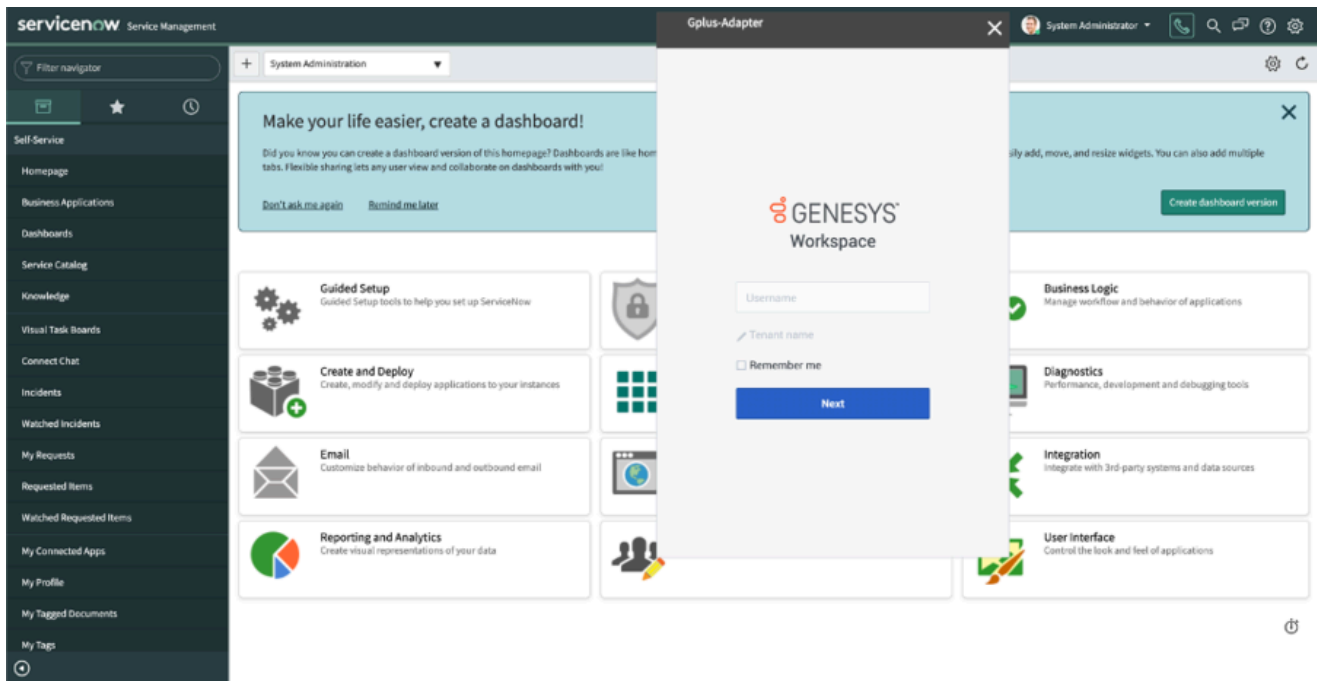 servicenow Service Management
Gplus-Adapter
System Administrator
Filter navigator
System Administration
Self-Service
Homepage
Business Applications
Dashboards
Service Catalog
Knowledge
Visual Task Boards
Connect Chat
Incidents
Watched Incidents
My Requests
Requested Items
Watched Requested Items
My Connected Apps
My Profile
My Tagged Documents
My Tags
Make your life easier, create a dashboard!
Did you know you can create a dashboard version of this homepage? Dashboards are like
add, move, and resize widgets. You can also add multiple
tabs. Flexible sharing lets any user view and collaborate on dashboards with you!
Don't ask me again Remind me later
Create dashboard version
Guided Setup
Guided Setup tools to help you set up ServiceNow
Create and Deploy
Create, modify and deploy applications to your instances
Email
Customize behavior of inbound and outbound email
Reporting and Analytics
Create visual representations of your data
GENESYS
Workspace
Username
Tenant name
Remember me
Next
Business Logic
Manage workflow and behavior of applications
Diagnostics
Performance, development and debugging tools
Integration
Integrate with 3rd-party systems and data sources
User Interface
Control the look and feel of applications